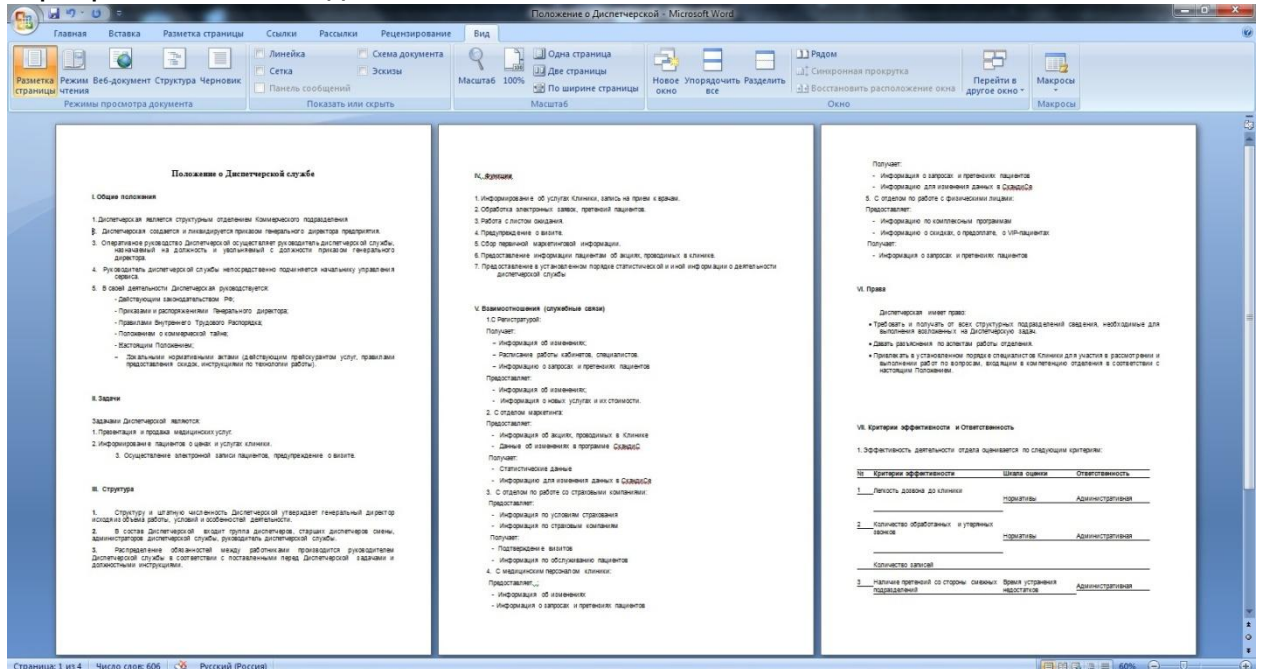 Положение о Диспетчерской - Microsoft Word
Главная Вставка Разметка страницы Ссылки Рассылки Рецензирование Вид
Разметка страницы Режим чтения Веб-документ Структура Черновик
Режимы просмотра документа
Линейка Схема документа
Сетка Эскизы
Панель сообщений
Показать или скрыть
Масштаб 100%
Одна страница
Две страницы
По ширине страницы
Масштаб
Новое окно Упорядочить все Разделить
Рядом
Синхронная прокрутка
Восстановить расположение окна
Перейти в другое окно
Окно
Макросы
Макросы
Положение о Диспетчерской службе
I. Общие положения
1. Диспетчерская является структурным отделением Коммерческого подразделения
2. Диспетчерская создается и ликвидируется приказом генерального директора предприятия.
3. Оперативное руководство Диспетчерской осуществляет руководитель диспетчерской службы,
назначаемый на должность и увольняемый с должности приказом генерального
директора.
4. Руководитель диспетчерской службы непосредственно подчиняется начальнику управления
сервиса.
5. В своей деятельности Диспетчерская руководствуется:
- Действующим законодательством РФ;
- Приказами и распоряжениями Генерального директора;
- Правилами Внутреннего Трудового Распорядка;
- Положением о коммерческой тайне;
- Настоящим Положением;
- Локальными нормативными актами (действующим прейскурантом услуг, правилами
предоставления скидок, инструкциями по технологии работы).
II. Задачи
Задачами Диспетчерской являются:
1. Презентация и продажа медицинских услуг.
2. Информирование пациентов о ценах и услугах клиники.
3. Осуществление электронной записи пациентов, предупреждение о визите.
III. Структура
1. Структуру и штатную численность Диспетчерской утверждает генеральный директор
исходя из объема работы, условий и особенностей деятельности.
2. В состав Диспетчерской входит группа диспетчеров, старших диспетчеров смены,
администраторов диспетчерской службы, руководитель диспетчерской службы.
3. Распределение обязанностей между работниками производится руководителем
Диспетчерской службы в соответствии с поставленными перед Диспетчерской задачами и
должностными инструкциями.
IV. Функции
1. Информирование об услугах Клиники, запись на прием к врачам.
2. Обработка электронных заявок, претензий пациентов.
3. Работа с листом ожидания.
4. Предупреждение о визите.
5. Сбор первичной маркетинговой информации.
6. Предоставление информации пациентам об акциях, проводимых в клинике.
7. Предоставление в установленном порядке статистической и иной информации о деятельности
диспетчерской службы
V. Взаимоотношения (служебные связи)
1. С Регистратурой:
Получает:
- Информация об изменениях;
- Расписание работы кабинетов, специалистов.
- Информацию о запросах и претензиях пациентов
Предоставляет:
- Информация об изменениях;
- Информация о новых услугах и их стоимости.
2. С отделом маркетинга:
Предоставляет:
- Информация об акциях, проводимых в Клинике
- Данные об изменениях в программе СкандиС
Получает:
- Статистические данные
- Информацию для изменения данных в СкандиСе
3. С отделом по работе со страховыми компаниями:
Предоставляет:
- Информация по условиям страхования
- Информация по страховым компаниям
Получает:
- Подтверждение визитов
- Информация по обслуживанию пациентов
4. С медицинским персоналом клиники:
Предоставляет :
- Информация об изменениях
- Информация о запросах и претензиях пациентов
Получает:
- Информация о запросах и претензиях пациентов
- Информацию для изменения данных в СкандиСе
5. С отделом по работе с физическими лицами:
Предоставляет:
- Информацию по комплексным программам
- Информацию о скидках, о предоплате, о VIP-пациентах
Получает:
- Информация о запросах и претензиях пациентов
VI. Права
Диспетчерская имеет право:
• Требовать и получать от всех структурных подразделений сведения, необходимые для
выполнения возложенных на Диспетчерскую задач.
• Давать разъяснения по аспектам работы отделения.
• Привлекать в установленном порядке специалистов Клиники для участия в рассмотрении и
выполнении работ по вопросам, входящим в компетенцию отделения в соответствии с
настоящим Положением.
VII. Критерии эффективности и Ответственность
1. Эффективность деятельности отдела оценивается по следующим критериям:
№ Критерии эффективности Шкала оценки Ответственность
1 Легкость дозвона до клиники
Нормативы Административная
2 Количество обработанных и утерянных
звонков
Нормативы Административная
Количество записей
3 Наличие претензий со стороны смежных Время устранения
подразделений недостатков Административная
Страница: 1 из 4 Число слов: 606 Русский (Россия) 60%